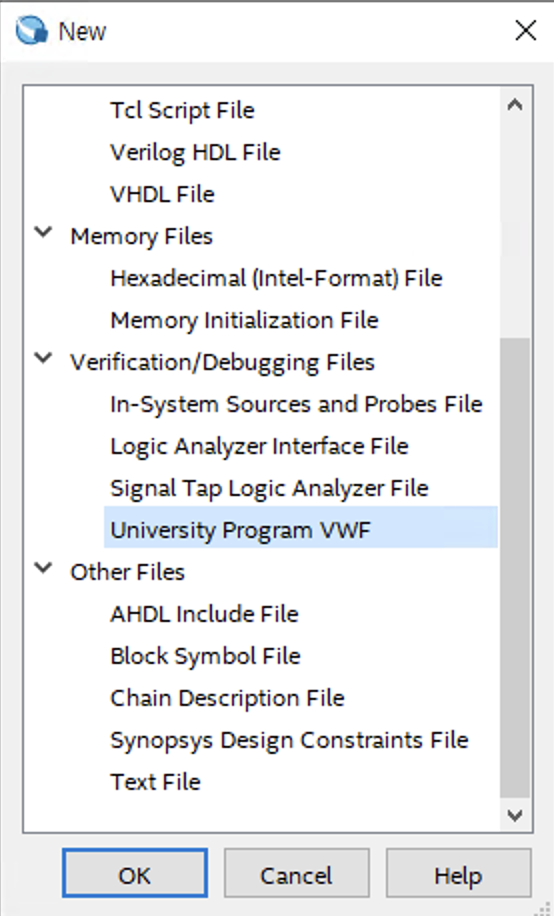 New
Tcl Script File
Verilog HDL File
VHDL File
Memory Files
Hexadecimal (Intel-Format) File
Memory Initialization File
Verification/Debugging Files
In-System Sources and Probes File
Logic Analyzer Interface File
Signal Tap Logic Analyzer File
University Program VWF
Other Files
AHDL Include File
Block Symbol File
Chain Description File
Synopsys Design Constraints File
Text File
OK Cancel Help